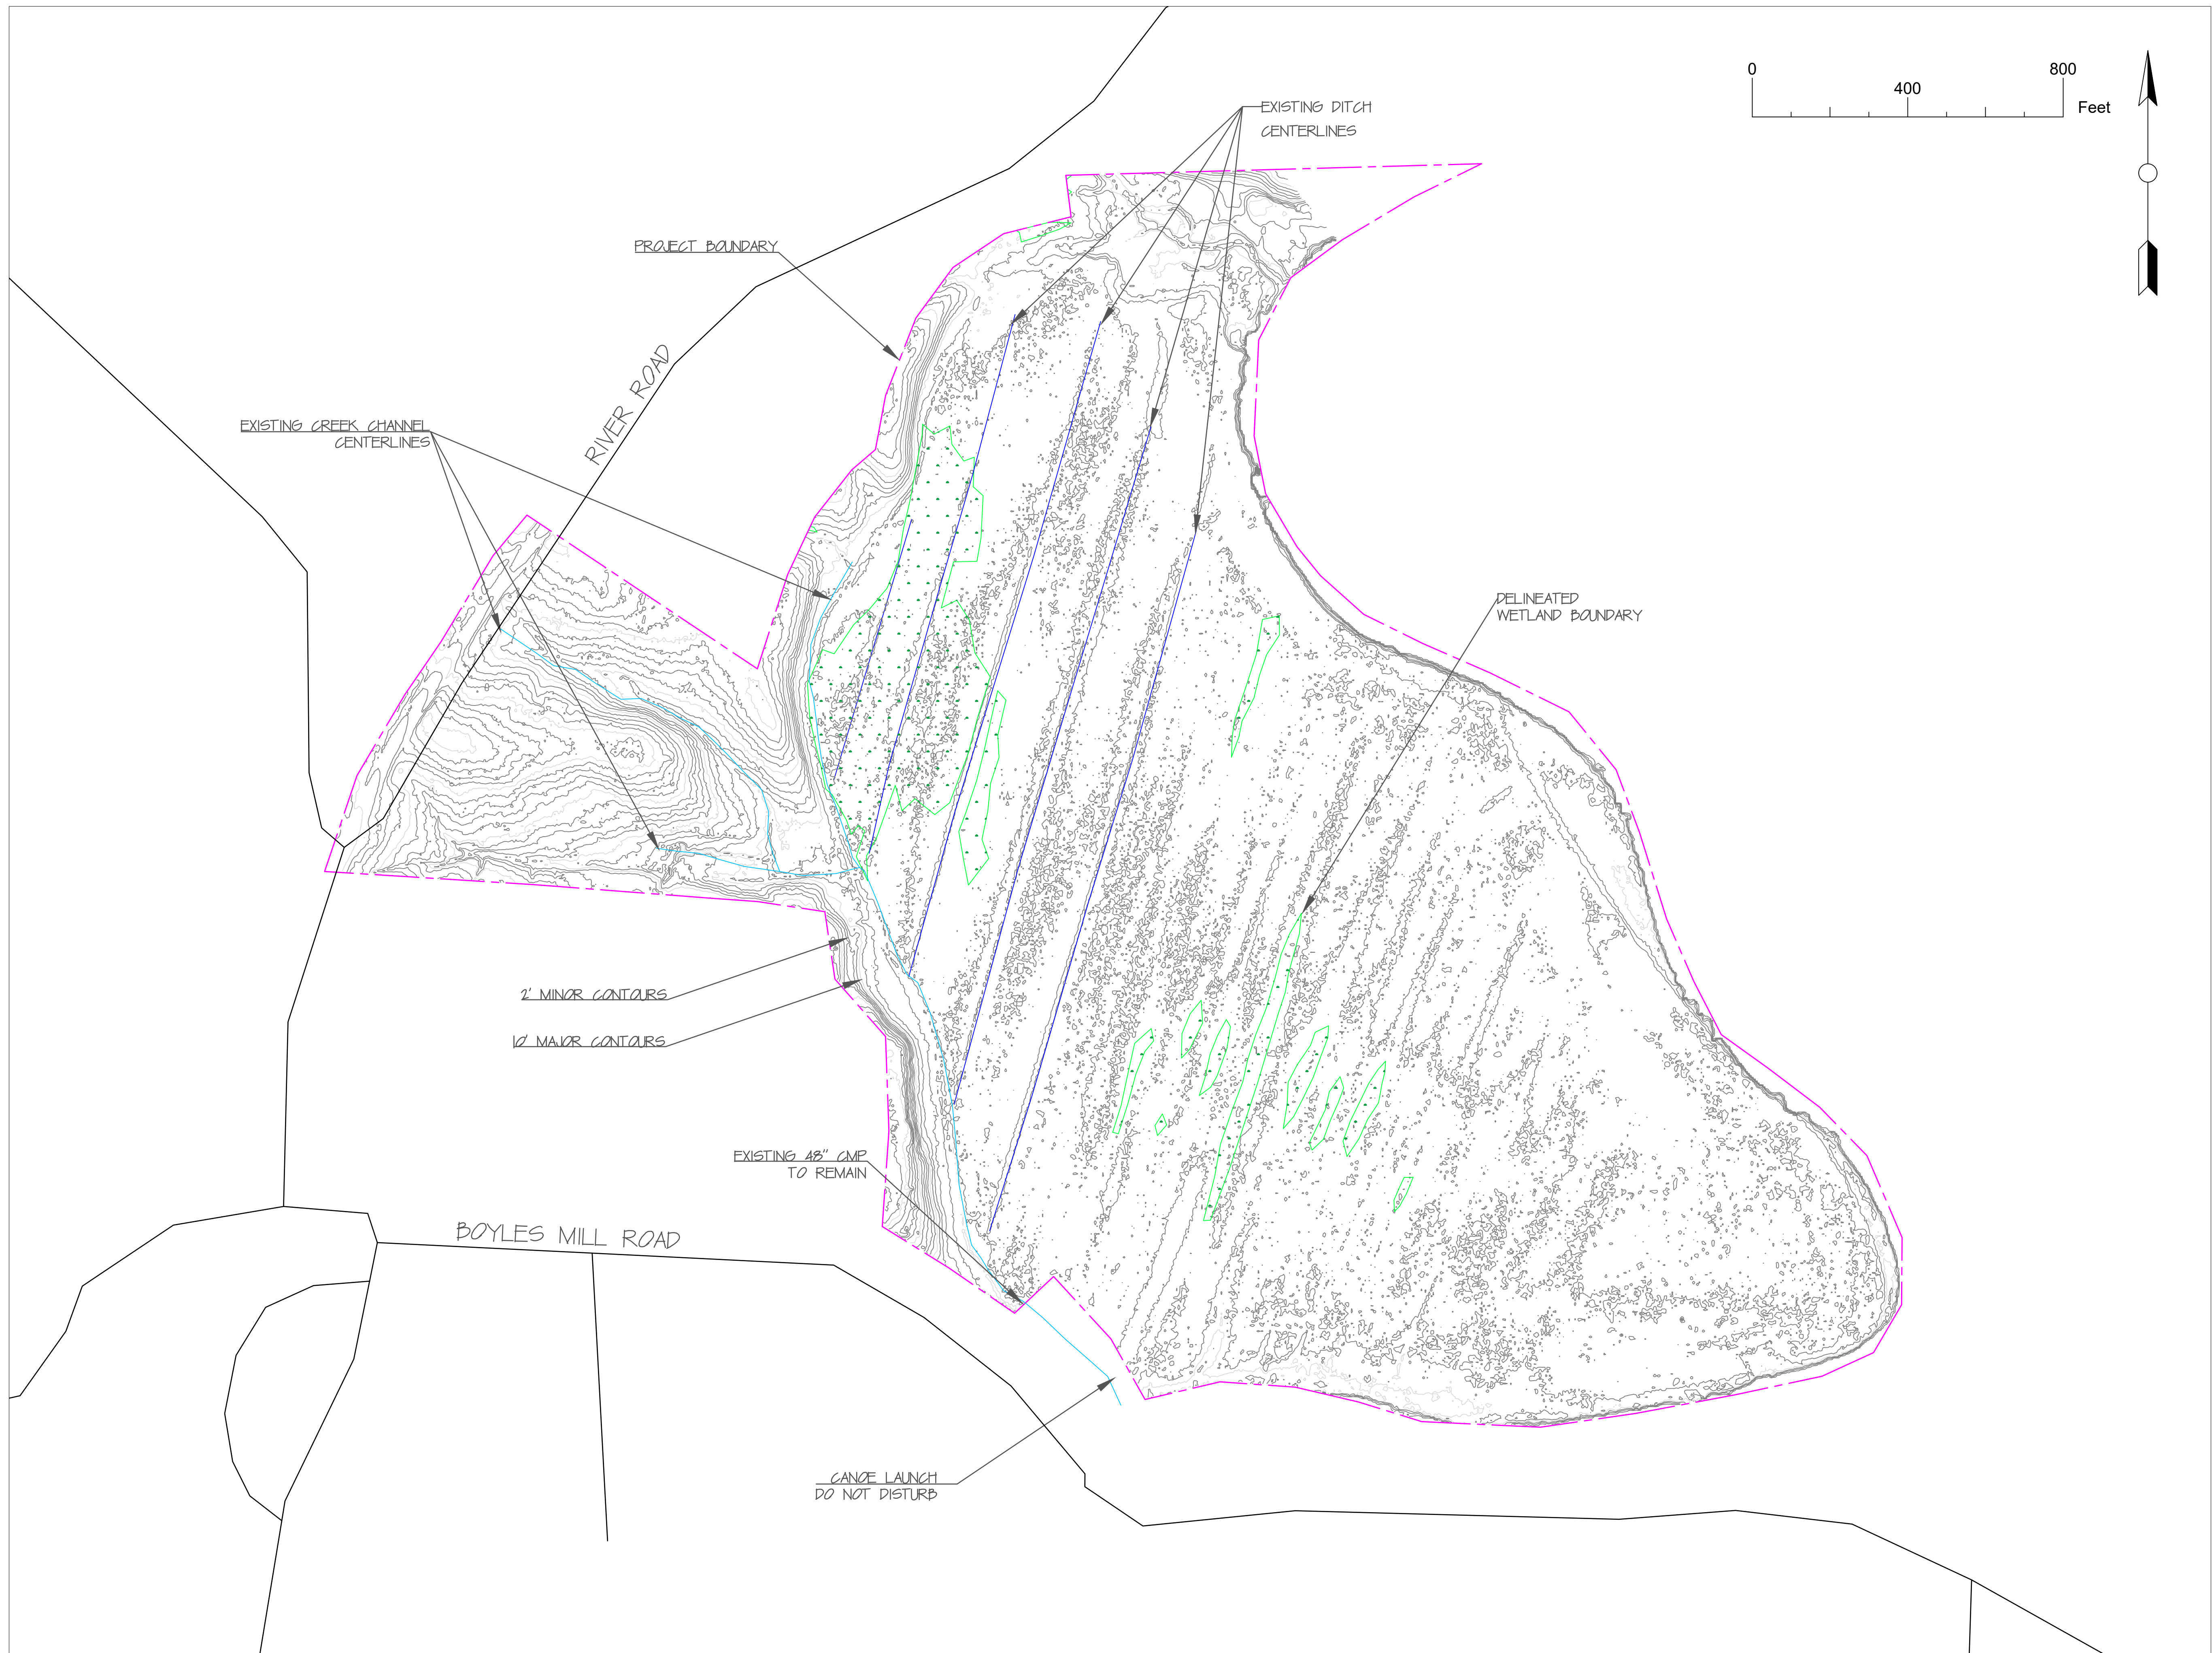 0
800
400
Feet
EXISTING DITCH
CENTERLINES
PROJECT BOUNDARY
RIVER ROAD
EXISTING CREEK CHANNEL
CENTERLINES
DELINEATED
WETLAND BOUNDARY
2' MINOR CONTOURS
10' MAJOR CONTOURS
EXISTING 48" CMP
TO REMAIN
BOYLES MILL ROAD
CANOE LAUNCH
DO NOT DISTURB